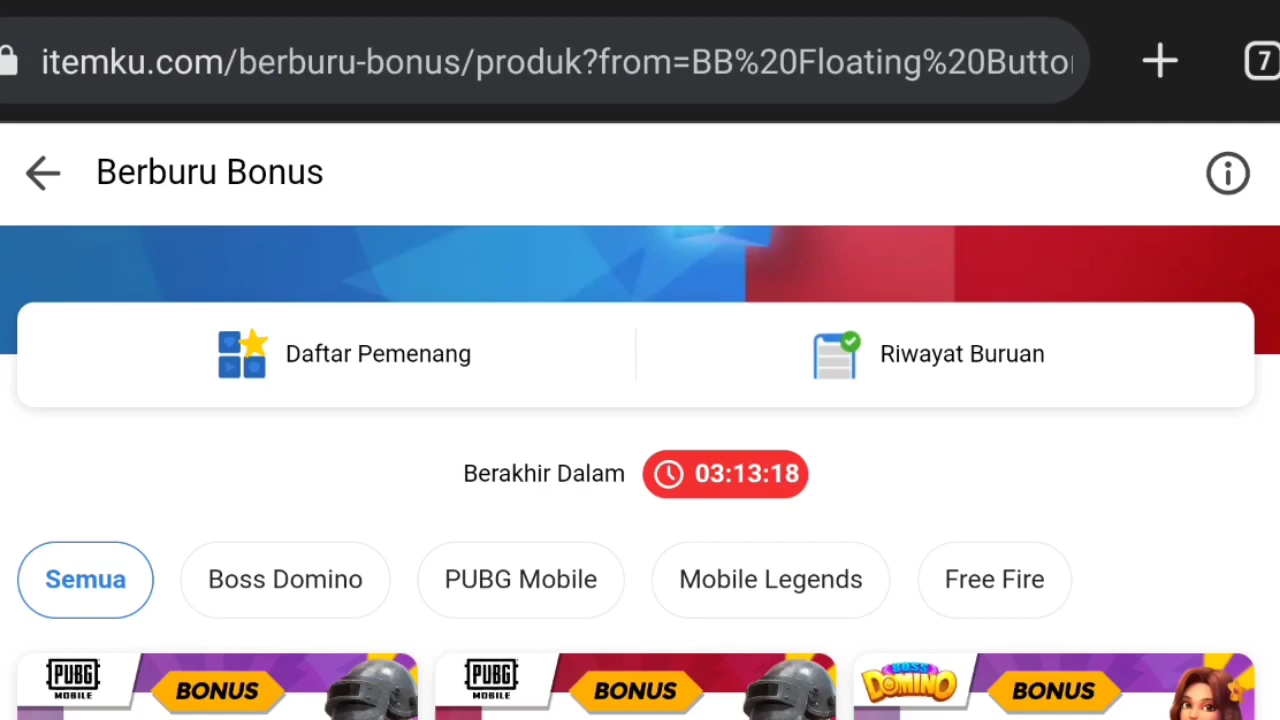 itemku.com/berburu-bonus/produk?from=BB%20Floating%20Button
7
Berburu Bonus
Daftar Pemenang
Riwayat Buruan
Berakhir Dalam 03:13:18
Semua
Boss Domino
PUBG Mobile
Mobile Legends
Free Fire
PUBG
MOBILE
BONUS
PUBG
MOBILE
BONUS
BOSS
DOMINO
BONUS